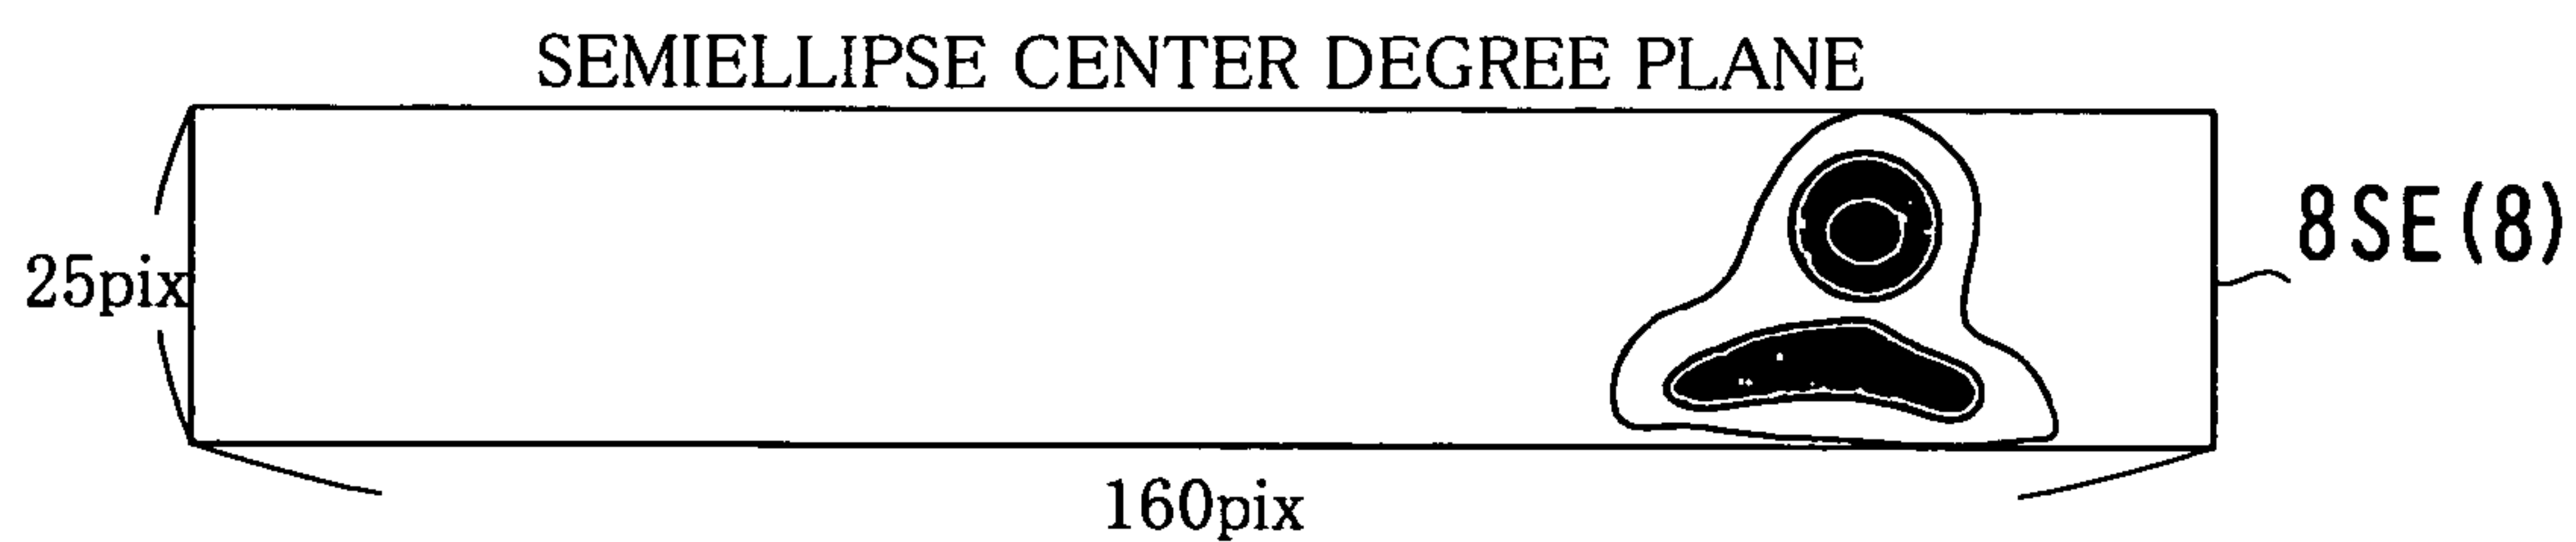 SEMIELLIPSE CENTER DEGREE PLANE
8SE(8)
25pix
160pix